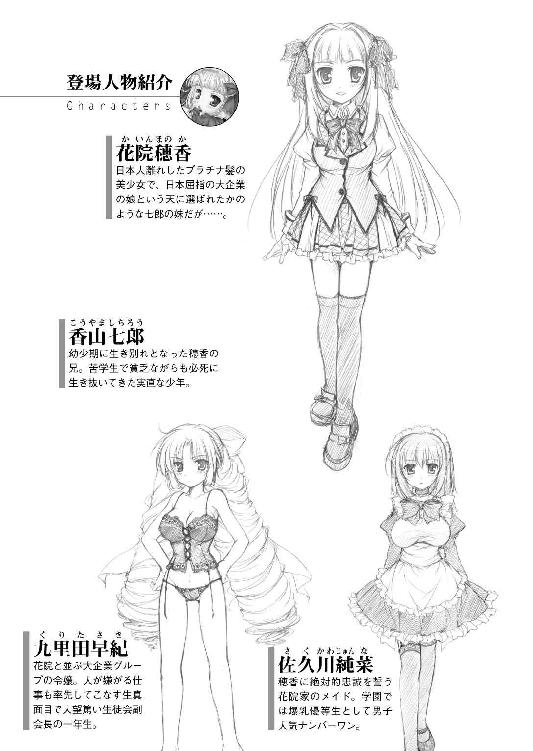 登場人物紹介
Characters
かいんまのか
花院穂香
日本人離れしたプラチナ髪の
美少女で、日本屈指の大企業
の娘という天に選ばれたかの
ような七郎の妹だが……。
こうやましちろう
香山七郎
幼少期に生き別れとなった穂香の
兄。苦学生で貧乏ながらも必死に
生き抜いてきた実直な少年。
くりたさき
九里田早紀
花院と並ぶ大企業グルー
プの令嬢。人が嫌がる仕
事も率先してこなす生真
面目で人望篤い生徒会副
会長の一年生。
さくかわじゅんな
佐久川純菜
穂香に絶対的忠誠を誓う
花院家のメイド。学園で
は爆乳優等生として男子
人気ナンバーワン。